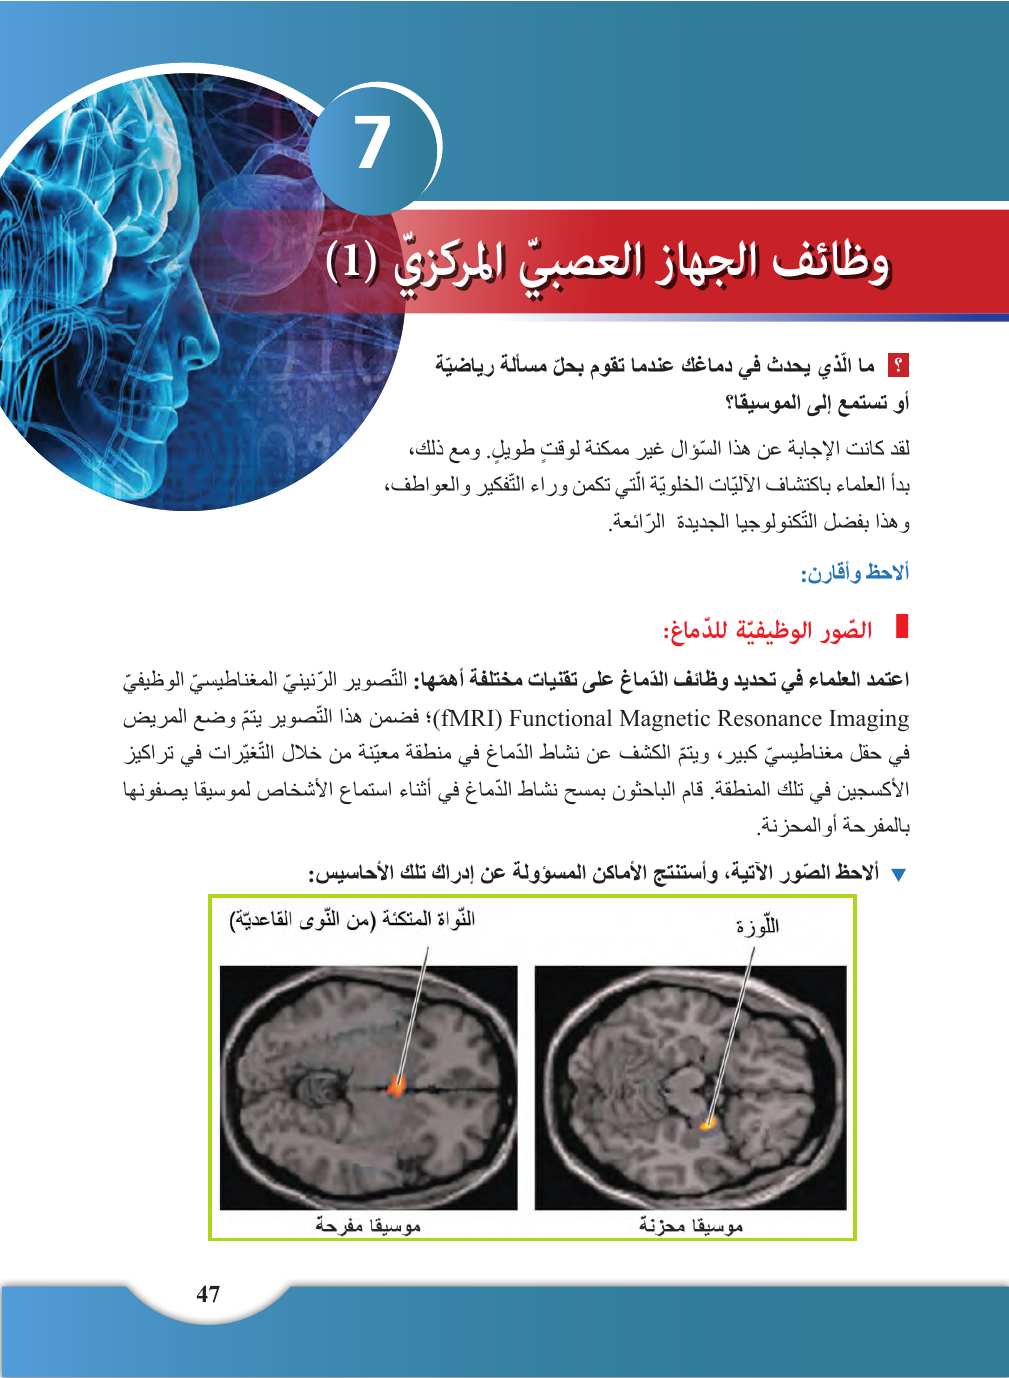 7
وظائف الجهاز العصبيّ المركزيّ (1)
؟ ما الّذي يحدث في دماغك عندما تقوم بحلّ مسألة رياضيّة
أو تستمع إلى الموسيقا؟
لقد كانت الإجابة عن هذا السّؤال غير ممكنة لوقتٍ طويلٍ. ومع ذلك،
بدأ العلماء باكتشاف الآليّات الخلويّة الّتي تكمن وراء التّفكير والعواطف،
وهذا بفضل التّكنولوجيا الجديدة الرّائعة.
ألاحظ وأقارن:
الصّور الوظيفيّة للدّماغ:
اعتمد العلماء في تحديد وظائف الدّماغ على تقنيات مختلفة أهمّها: التّصوير الرّنينيّ المغناطيسيّ الوظيفيّ
(fMRI) Functional Magnetic Resonance Imaging؛ فضمن هذا التّصوير يتمّ وضع المريض
في حقل مغناطيسيّ كبير، ويتمّ الكشف عن نشاط الدّماغ في منطقة معيّنة من خلال التّغيّرات في تراكيز
الأكسجين في تلك المنطقة. قام الباحثون بمسح نشاط الدّماغ في أثناء استماع الأشخاص لموسيقا يصفونها
بالمفرحة أوالمحزنة.
ألاحظ الصّور الآتية، وأستنتج الأماكن المسؤولة عن إدراك تلك الأحاسيس:
اللّوزة
النّواة المتكئة (من النّوى القاعديّة)
موسيقا محزنة
موسيقا مفرحة
47